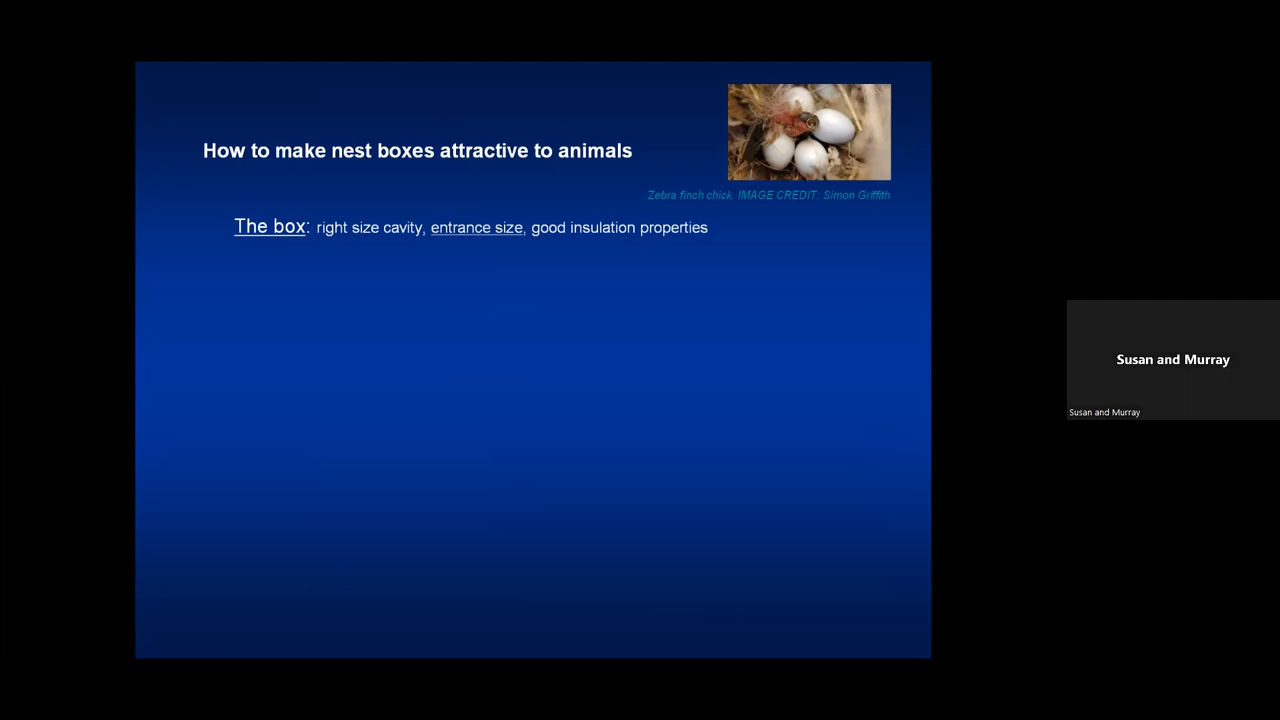 How to make nest boxes attractive to animals
Zebra finch chick. IMAGE CREDIT: Simon Griffith
The box: right size cavity, entrance size, good insulation properties
Susan and Murray
Susan and Murray